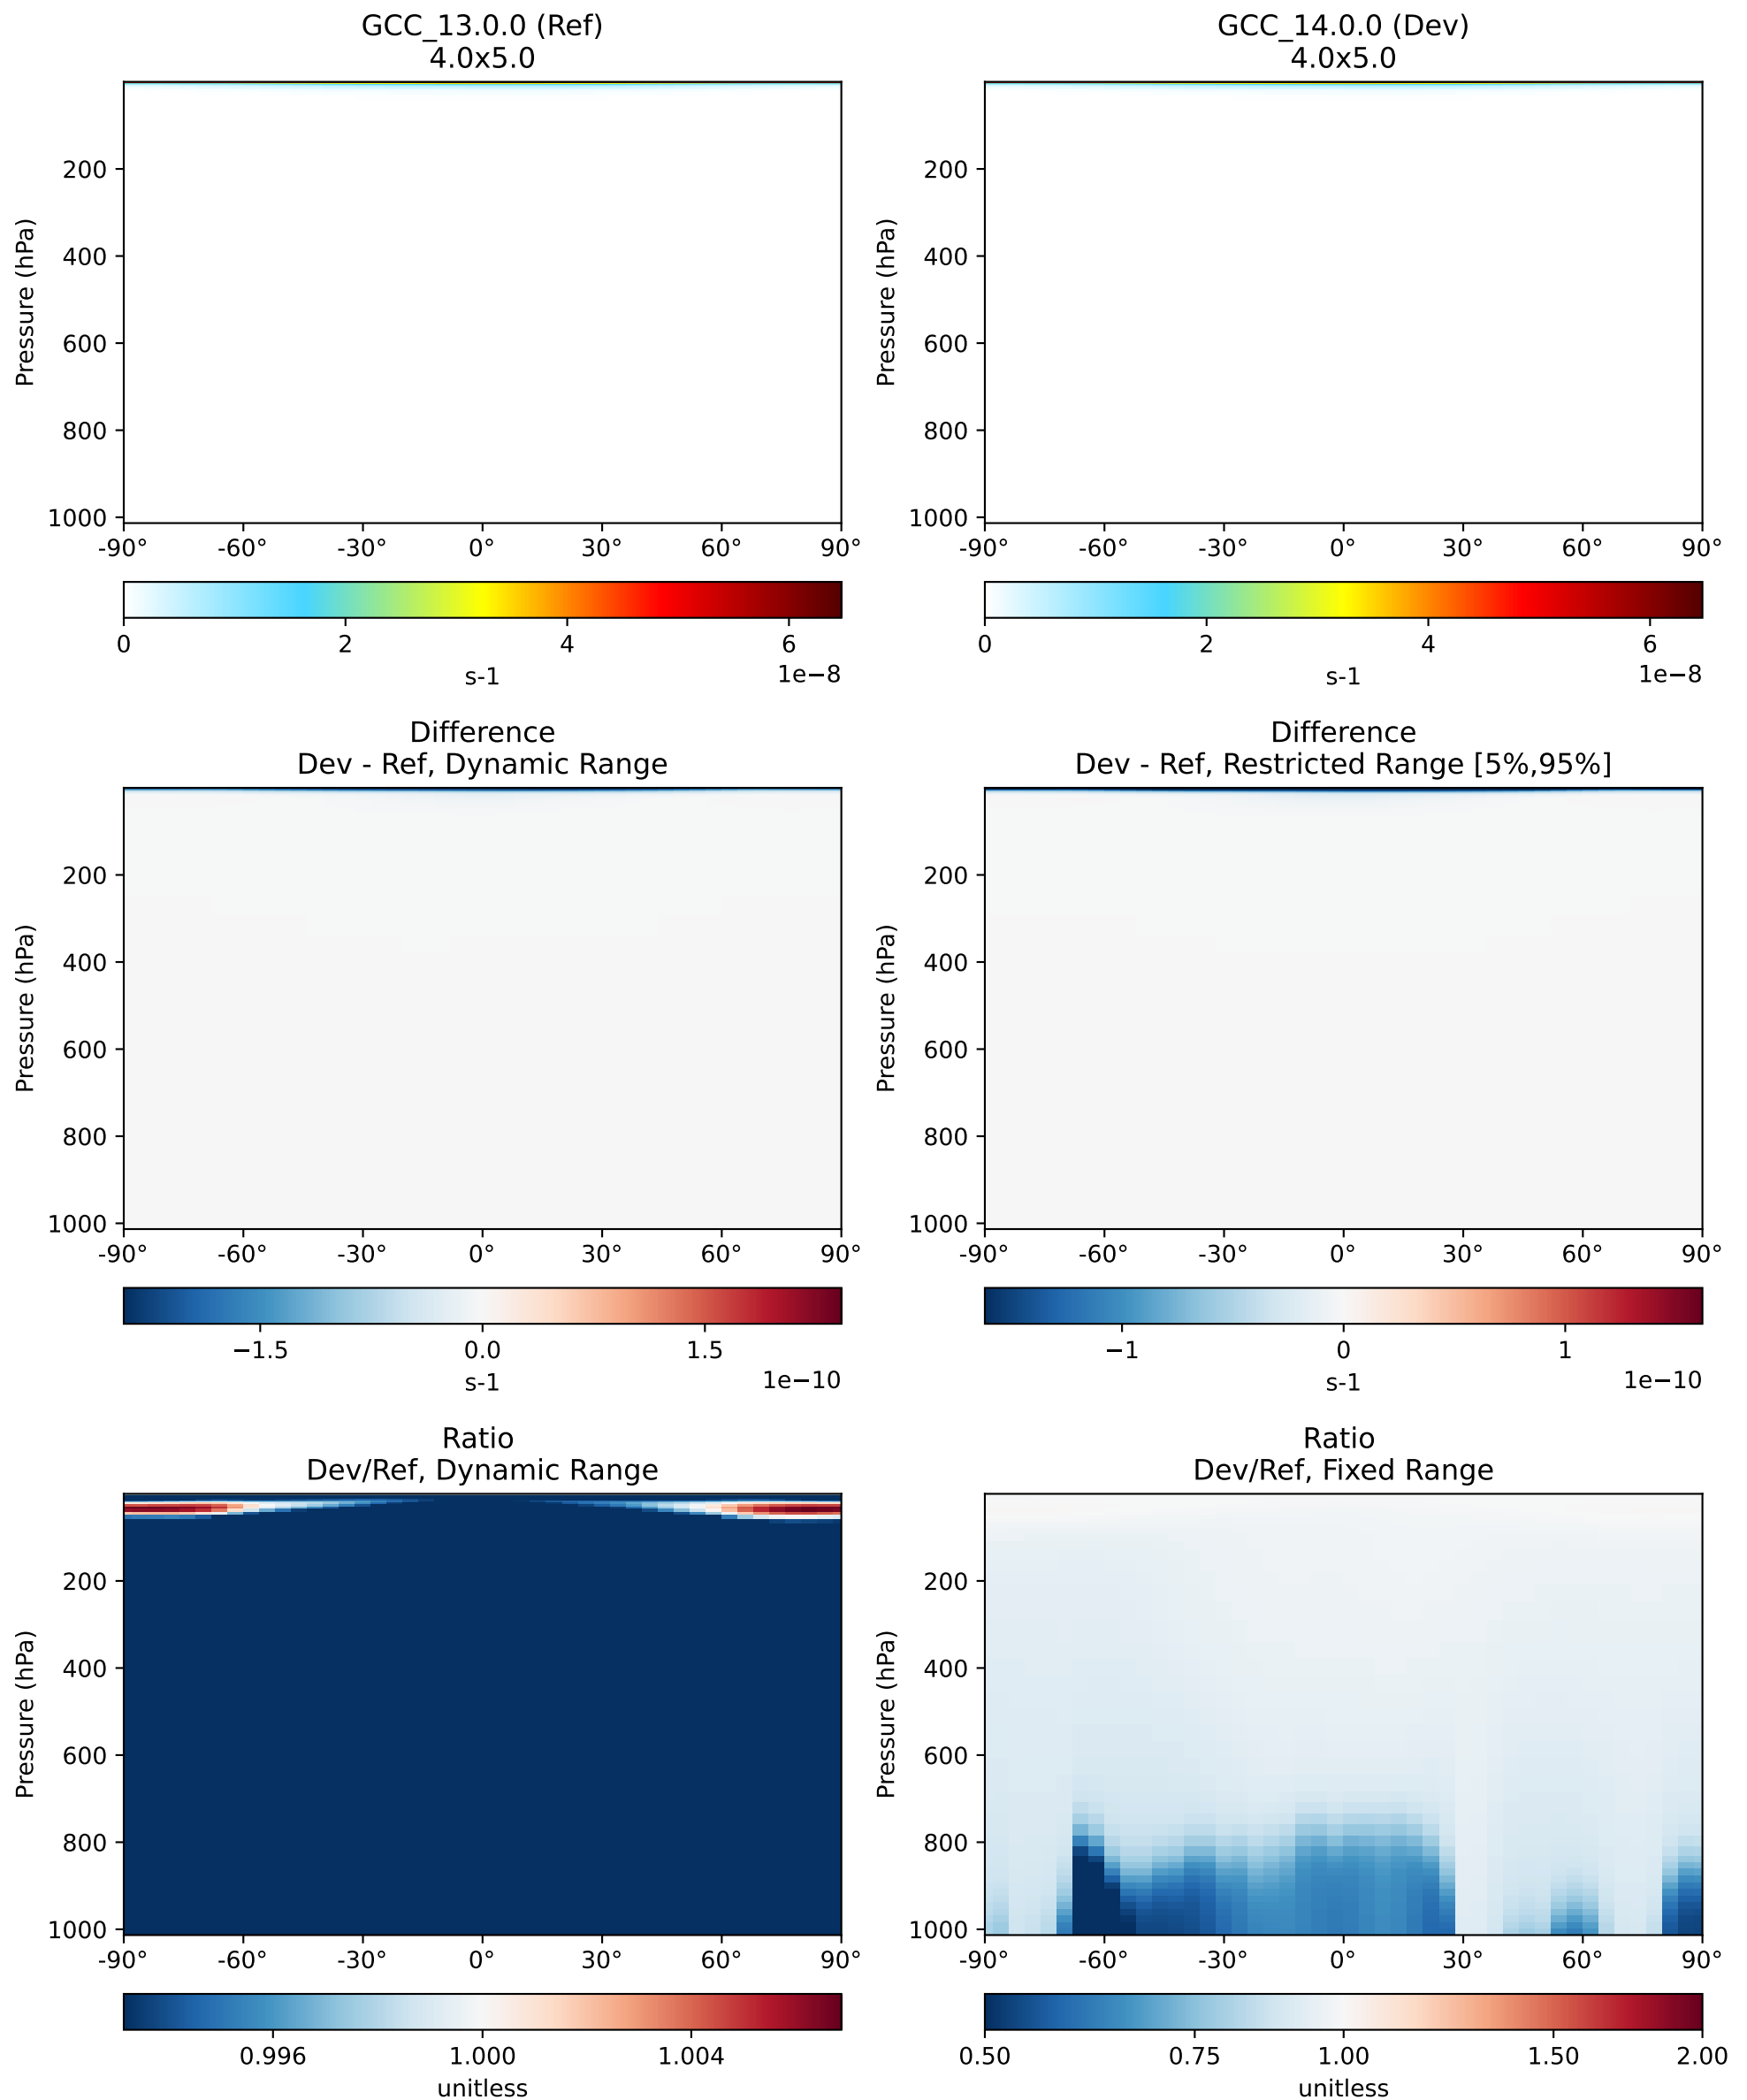 GCC_13.0.0 (Ref)
4.0x5.0
Pressure (hPa)
200
400
600
800
1000
-90° -60° -30° 0° 30° 60° 90°
0 2 4 6
s-1 1e−8
GCC_14.0.0 (Dev)
4.0x5.0
Pressure (hPa)
200
400
600
800
1000
-90° -60° -30° 0° 30° 60° 90°
0 2 4 6
s-1 1e−8
Difference
Dev - Ref, Dynamic Range
Pressure (hPa)
200
400
600
800
1000
-90° -60° -30° 0° 30° 60° 90°
−1.5 0.0 1.5
s-1 1e−10
Difference
Dev - Ref, Restricted Range [5%,95%]
Pressure (hPa)
200
400
600
800
1000
-90° -60° -30° 0° 30° 60° 90°
−1 0 1
s-1 1e−10
Ratio
Dev/Ref, Dynamic Range
Pressure (hPa)
200
400
600
800
1000
-90° -60° -30° 0° 30° 60° 90°
0.996 1.000 1.004
unitless
Ratio
Dev/Ref, Fixed Range
Pressure (hPa)
200
400
600
800
1000
-90° -60° -30° 0° 30° 60° 90°
0.50 0.75 1.00 1.50 2.00
unitless